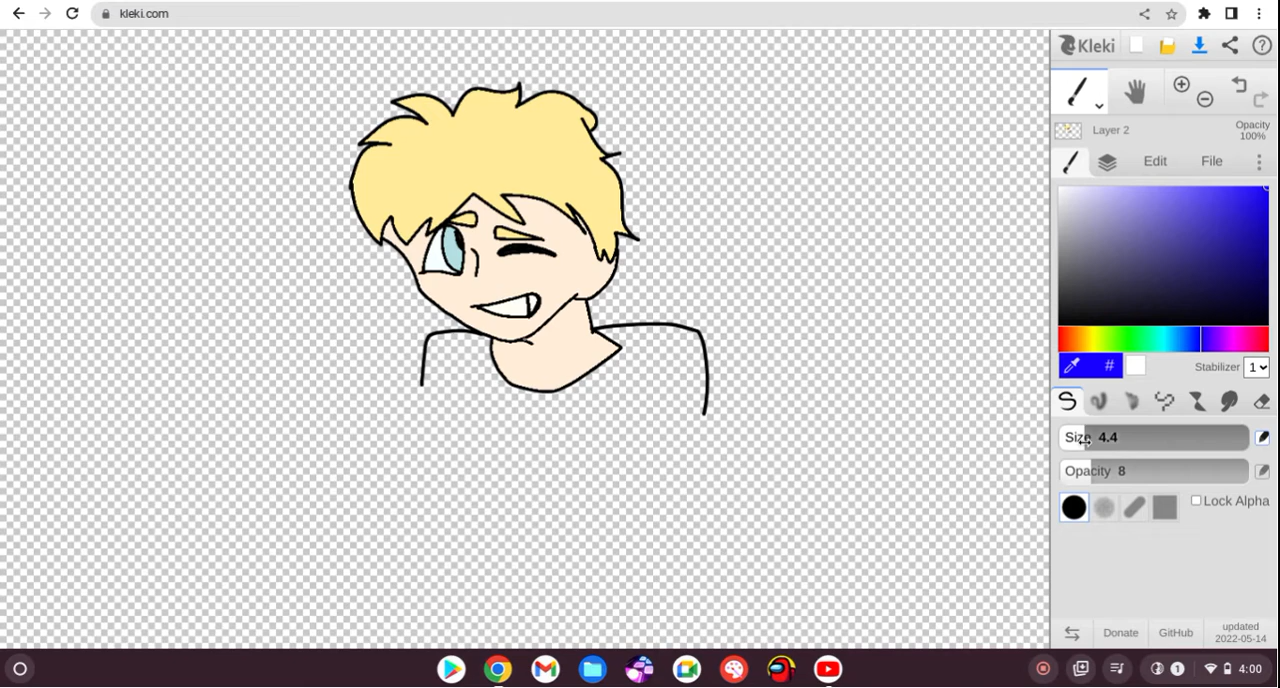 kleki.com
Kleki
Layer 2
Opacity
100%
Edit
File
#
Stabilizer 1
Size 4.4
Opacity 8
Lock Alpha
Donate
GitHub
updated
2022-05-14
1
4:00